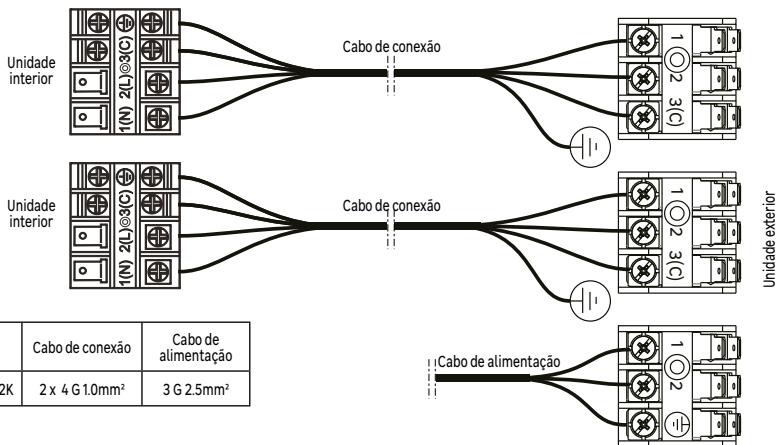 Unidade
interior
1(N) 2(L) 3(C)
Cabo de conexão
1
2
3(C)
Unidade
interior
1(N) 2(L) 3(C)
Cabo de conexão
1
2
3(C)
Unidade exterior
Cabo de conexão
Cabo de
alimentação
2K
2 x 4 G 1.0mm²
3 G 2.5mm²
Cabo de alimentação
1
2